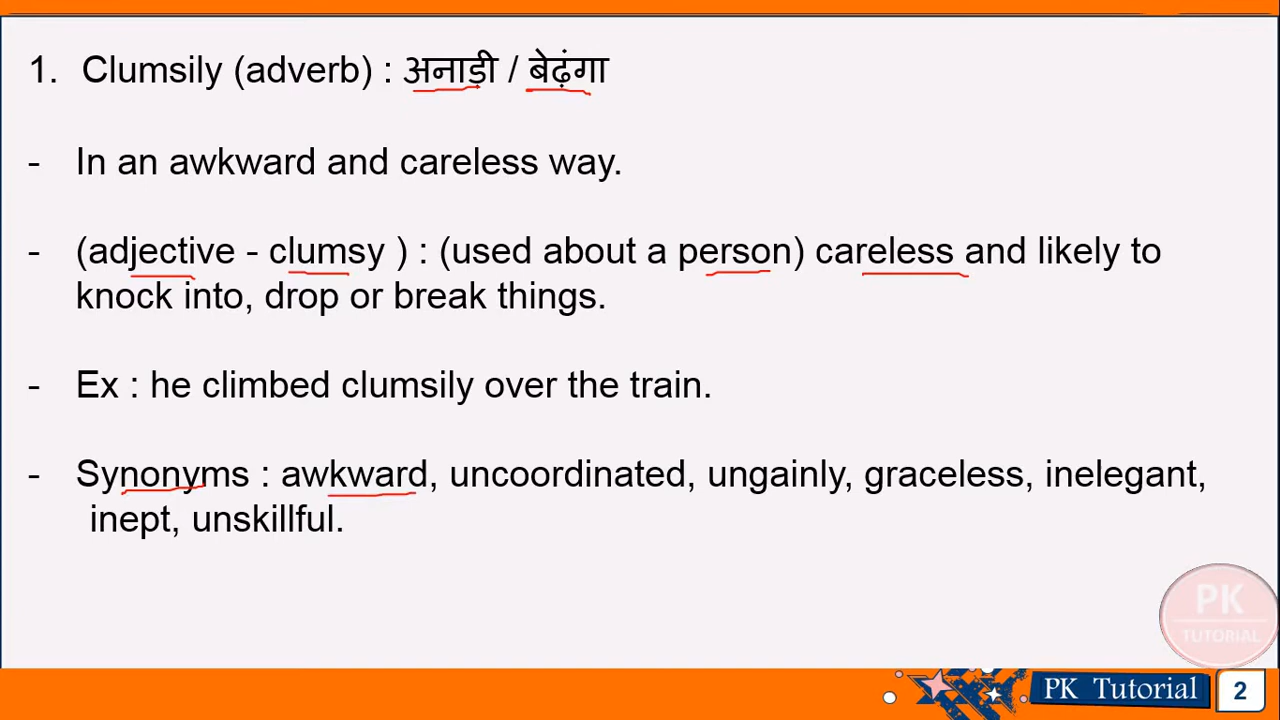 1. Clumsily (adverb) : अनाड़ी / बेढ़ंगा
- In an awkward and careless way.
- (adjective - clumsy ) : (used about a person) careless and likely to
knock into, drop or break things.
- Ex : he climbed clumsily over the train.
- Synonyms : awkward, uncoordinated, ungainly, graceless, inelegant,
inept, unskillful.
PK
TUTORIAL
PK Tutorial 2